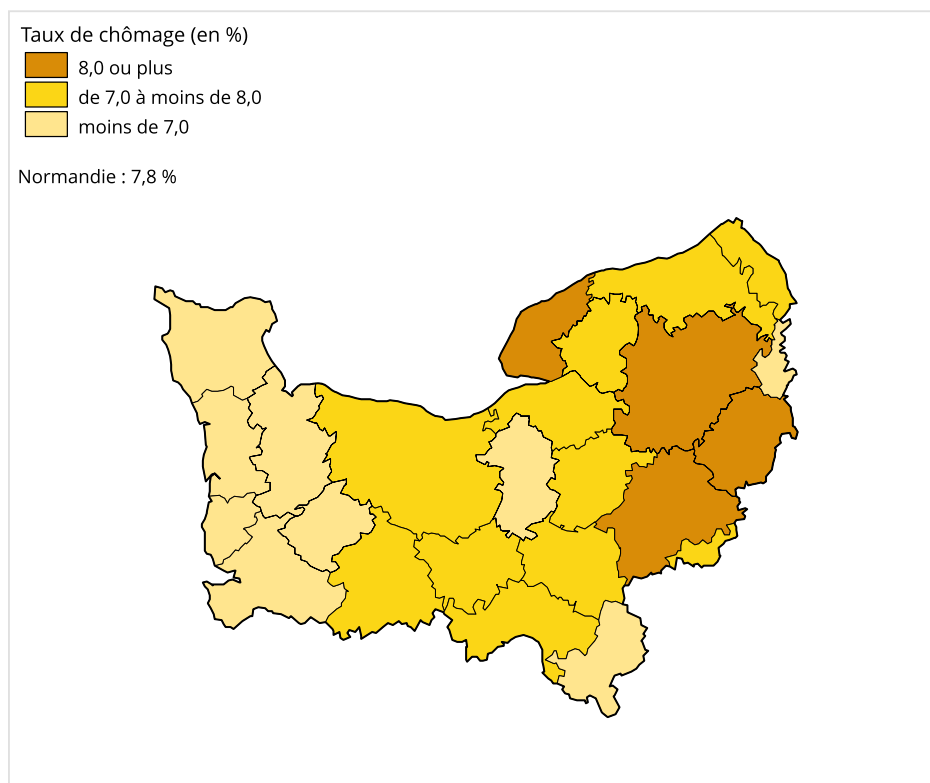 Taux de chômage (en %)
8,0 ou plus
de 7,0 à moins de 8,0
moins de 7,0
Normandie : 7,8 %